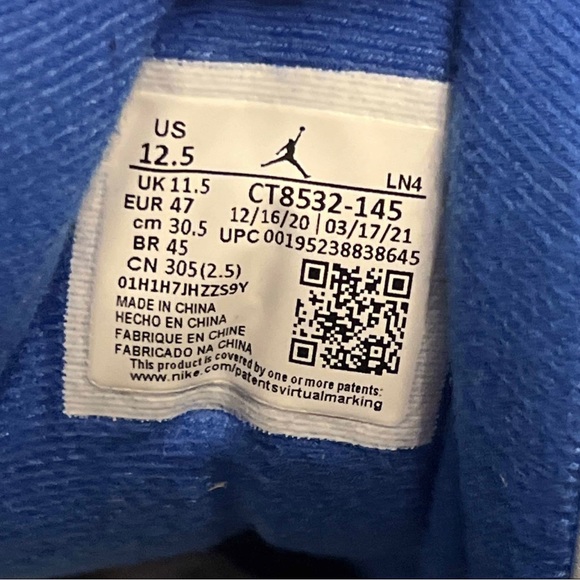 US
12.5
LN4
UK 11.5
CT8532-145
EUR 47
12/16/20 | 03/17/21
cm 30.5
UPC 00195238838645
BR 45
CN 305(2.5)
01H1H7JHZZS9Y
MADE IN CHINA
HECHO EN CHINA
FABRIQUE EN CHINE
FABRICADO NA CHINA
This product is covered by one or more patents:
www.nike.com/patentsvirtualmarking